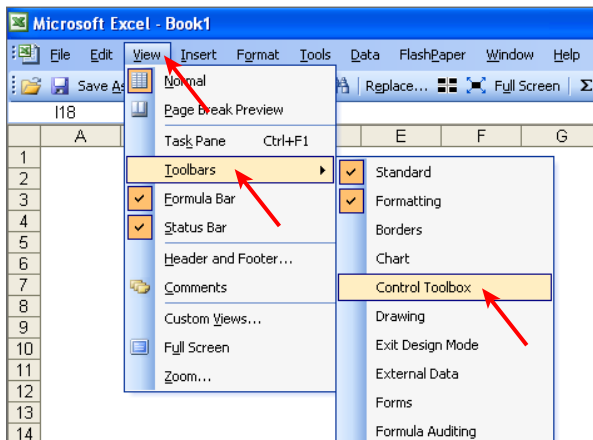 Microsoft Excel - Book1
File Edit View Insert Format Tools Data FlashPaper Window Help
Save As Replace... Full Screen Σ
I18
A E F G
Normal
Page Break Preview
Task Pane Ctrl+F1
Toolbars
Formula Bar
Status Bar
Header and Footer...
Comments
Custom Views...
Full Screen
Zoom...
Standard
Formatting
Borders
Chart
Control Toolbox
Drawing
Exit Design Mode
External Data
Forms
Formula Auditing
1
2
3
4
5
6
7
8
9
10
11
12
13
14